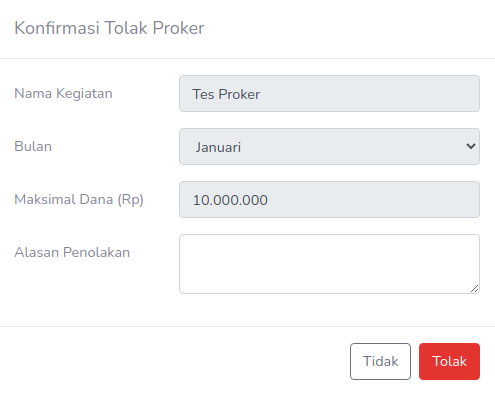 Konfirmasi Tolak Proker
Nama Kegiatan Tes Proker
Bulan Januari
Maksimal Dana (Rp) 10.000.000
Alasan Penolakan
Tidak Tolak